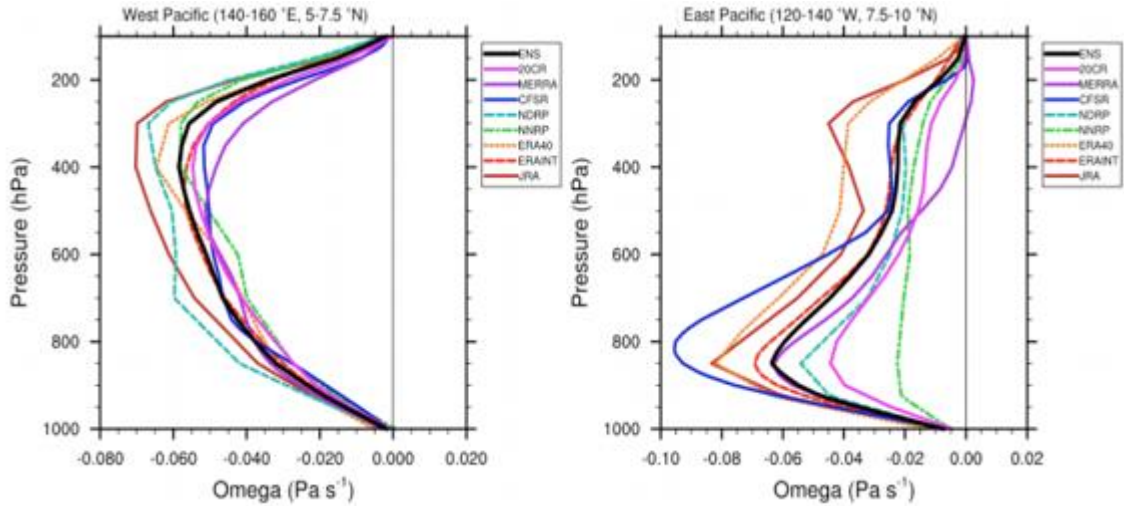 West Pacific (140-160 °E, 5-7.5 °N)
200
400
600
800
1000
Pressure (hPa)
-0.080 -0.060 -0.040 -0.020 0.000 0.020
Omega (Pa s⁻¹)
ENS
20CR
MERRA
CFSR
NDRP
NNRP
ERA40
ERAINT
JRA
East Pacific (120-140 °W, 7.5-10 °N)
200
400
600
800
1000
Pressure (hPa)
-0.10 -0.08 -0.06 -0.04 -0.02 0.00 0.02
Omega (Pa s⁻¹)
ENS
20CR
MERRA
CFSR
NDRP
NNRP
ERA40
ERAINT
JRA